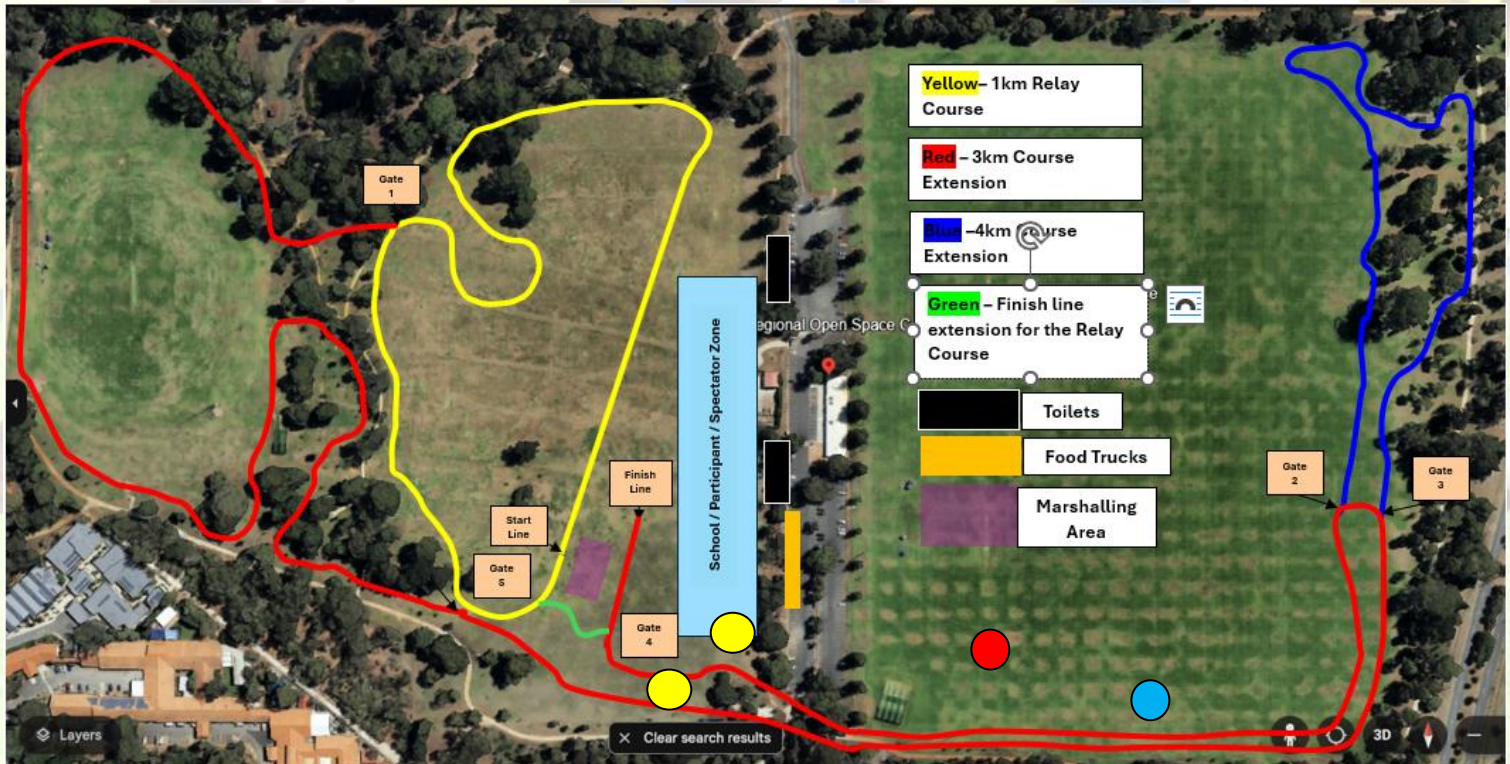 Yellow– 1km Relay
Course
Red – 3km Course
Extension
Blue –4km Course
Extension
Green – Finish line
extension for the Relay
Course
Toilets
Food Trucks
Marshalling
Area
Gate
1
Gate
2
Gate
3
Finish
Line
Start
Line
Gate
5
Gate
4
School / Participant / Spectator Zone
egional Open Space
Layers
Clear search results
3D